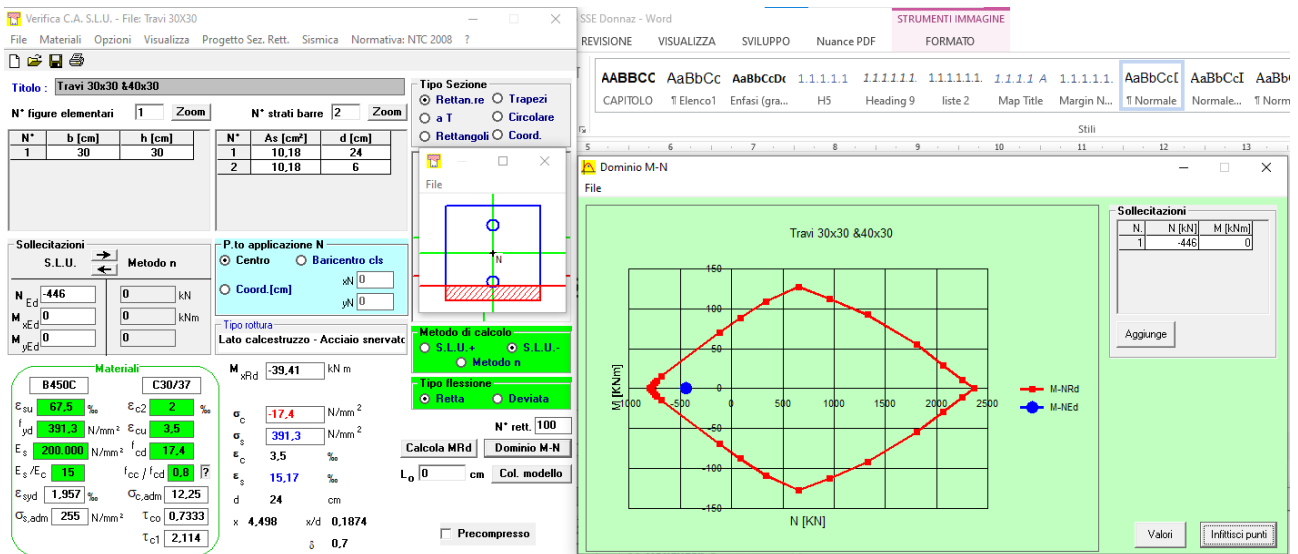 Verifica C.A. S.L.U. - File: Travi 30X30
File Materiali Opzioni Visualizza Progetto Sez. Rett. Sismica Normativa: NTC 2008 ?
Titolo : Travi 30x30 &40x30
N° figure elementari 1 Zoom
N° strati barre 2 Zoom
N° b [cm] h [cm]
1 30 30
N° As [cm²] d [cm]
1 10,18 24
2 10,18 6
Tipo Sezione
Rettan.re Trapezi
a T Circolare
Rettangoli Coord.
File
N
Sollecitazioni
S.L.U. Metodo n
N Ed -446 0 kN
M xEd 0 0 kNm
M yEd 0 0
P.to applicazione N
Centro Baricentro cls
Coord.[cm] xN 0
yN 0
Tipo rottura
Lato calcestruzzo - Acciaio snervato
Metodo di calcolo
S.L.U.+ S.L.U.-
Metodo n
Tipo flessione
Retta Deviata
N° rett. 100
Calcola MRd Dominio M-N
L₀ 0 cm Col. modello
Precompresso
Materiali
B450C C30/37
εsu 67,5 ‰ εc2 2 ‰
fyd 391,3 N/mm² εcu 3,5
Es 200.000 N/mm² fcd 17,4
Es/Ec 15 fcc/fcd 0,8 ?
εsyd 1,957 ‰ σc,adm 12,25
σs,adm 255 N/mm² τco 0,7333
τc1 2,114
M xRd -39,41 kN m
σc -17,4 N/mm²
σs 391,3 N/mm²
εc 3,5 ‰
εs 15,17 ‰
d 24 cm
x 4,498 x/d 0,1874
δ 0,7
SSE Donnaz - Word
STRUMENTI IMMAGINE
REVISIONE VISUALIZZA SVILUPPO Nuance PDF FORMATO
AABBCC AaBbCc AaBbCcDc 1.1.1.1.1 1.1.1.1.1.1. 1.1.1.1.1.1. 1.1.1.1 A 1.1.1.1.1. AaBbCcI AaBbCcI AaBb
CAPITOLO ¶ Elenco1 Enfasi (gra... H5 Heading 9 liste 2 Map Title Margin N... ¶ Normale Normale... ¶ Norm
Stili
5 6 7 8 9 10 11 12 13
Dominio M-N
File
Travi 30x30 &40x30
M [KNm]
150
100
50
-1000 -500 0 500 1000 1500 2000 2500
-50
-100
-150
N [KN]
M-NRd
M-NEd
Sollecitazioni
N. N [kN] M [kNm]
1 -446 0
Aggiunge
Valori Infittisci punti